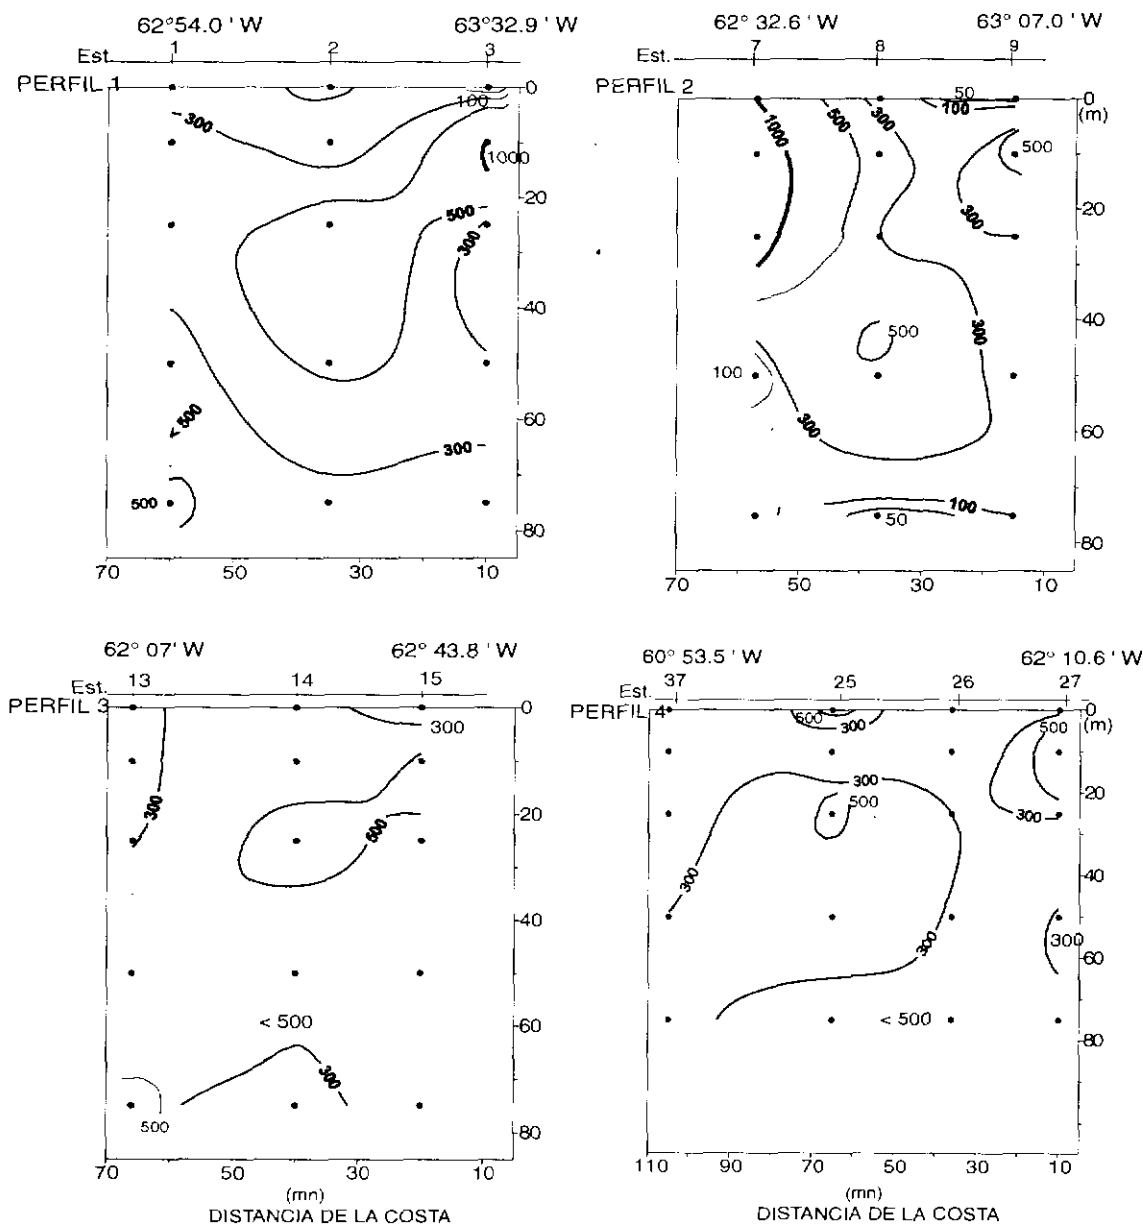 62°54.0 ' W 63°32.9 ' W
Est. 1 2 3
PERFIL 1
0
100
300
1000
20
500
300
40
< 500
60
300
500
80
70 50 30 10
62° 32.6' W 63° 07.0 ' W
Est. 7 8 9
PERFIL 2
50
0
(m)
1000
500
300
100
500
20
300
40
500
300
100
300
60
100
50
80
70 50 30 10
62° 07' W 62° 43.8 ' W
Est. 13 14 15
PERFIL 3
0
300
300
20
500
40
< 500
60
300
500
80
70 50 30 10
(mn)
DISTANCIA DE LA COSTA
60° 53.5 ' W 62° 10.6' W
Est. 37 25 26 27
PERFIL 4
0
(m)
500
300
500
300
20
500
300
300
40
300
300
60
< 500
80
110 90 70 50 30 10
(mn)
DISTANCIA DE LA COSTA